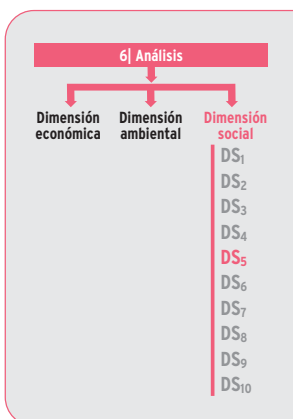 6| Análisis
Dimensión económica
Dimensión ambiental
Dimensión social
DS1
DS2
DS3
DS4
DS5
DS6
DS7
DS8
DS9
DS10